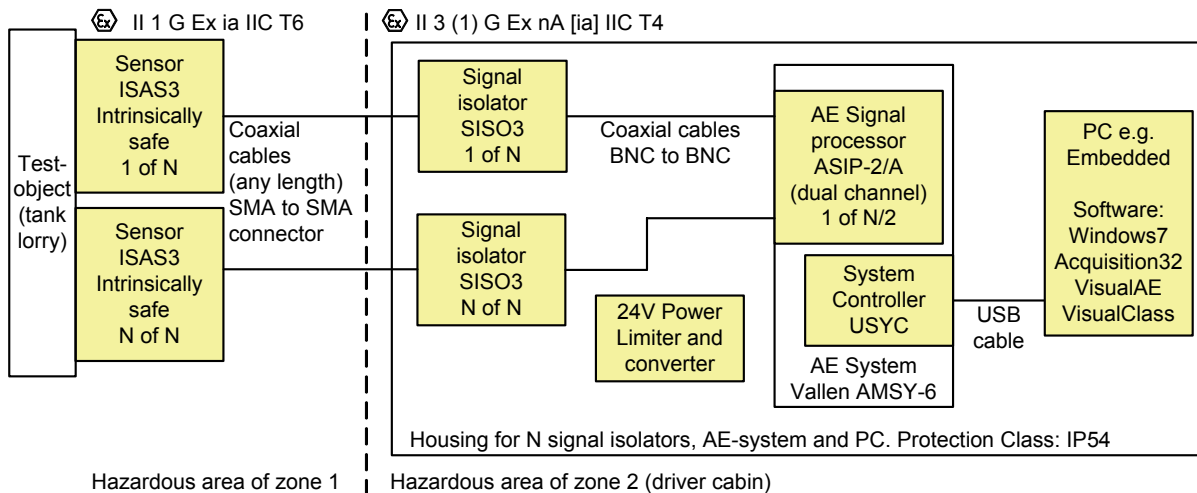 Ex II 1 G Ex ia IIC T6
Ex II 3 (1) G Ex nA [ia] IIC T4
Test-
object
(tank
lorry)
Sensor
ISAS3
Intrinsically
safe
1 of N
Sensor
ISAS3
Intrinsically
safe
N of N
Coaxial
cables
(any length)
SMA to SMA
connector
Signal
isolator
SISO3
1 of N
Signal
isolator
SISO3
N of N
Coaxial cables
BNC to BNC
24V Power
Limiter and
converter
AE Signal
processor
ASIP-2/A
(dual channel)
1 of N/2
System
Controller
USYC
AE System
Vallen AMSY-6
USB
cable
PC e.g.
Embedded
Software:
Windows7
Acquisition32
VisualAE
VisualClass
Housing for N signal isolators, AE-system and PC. Protection Class: IP54
Hazardous area of zone 1
Hazardous area of zone 2 (driver cabin)